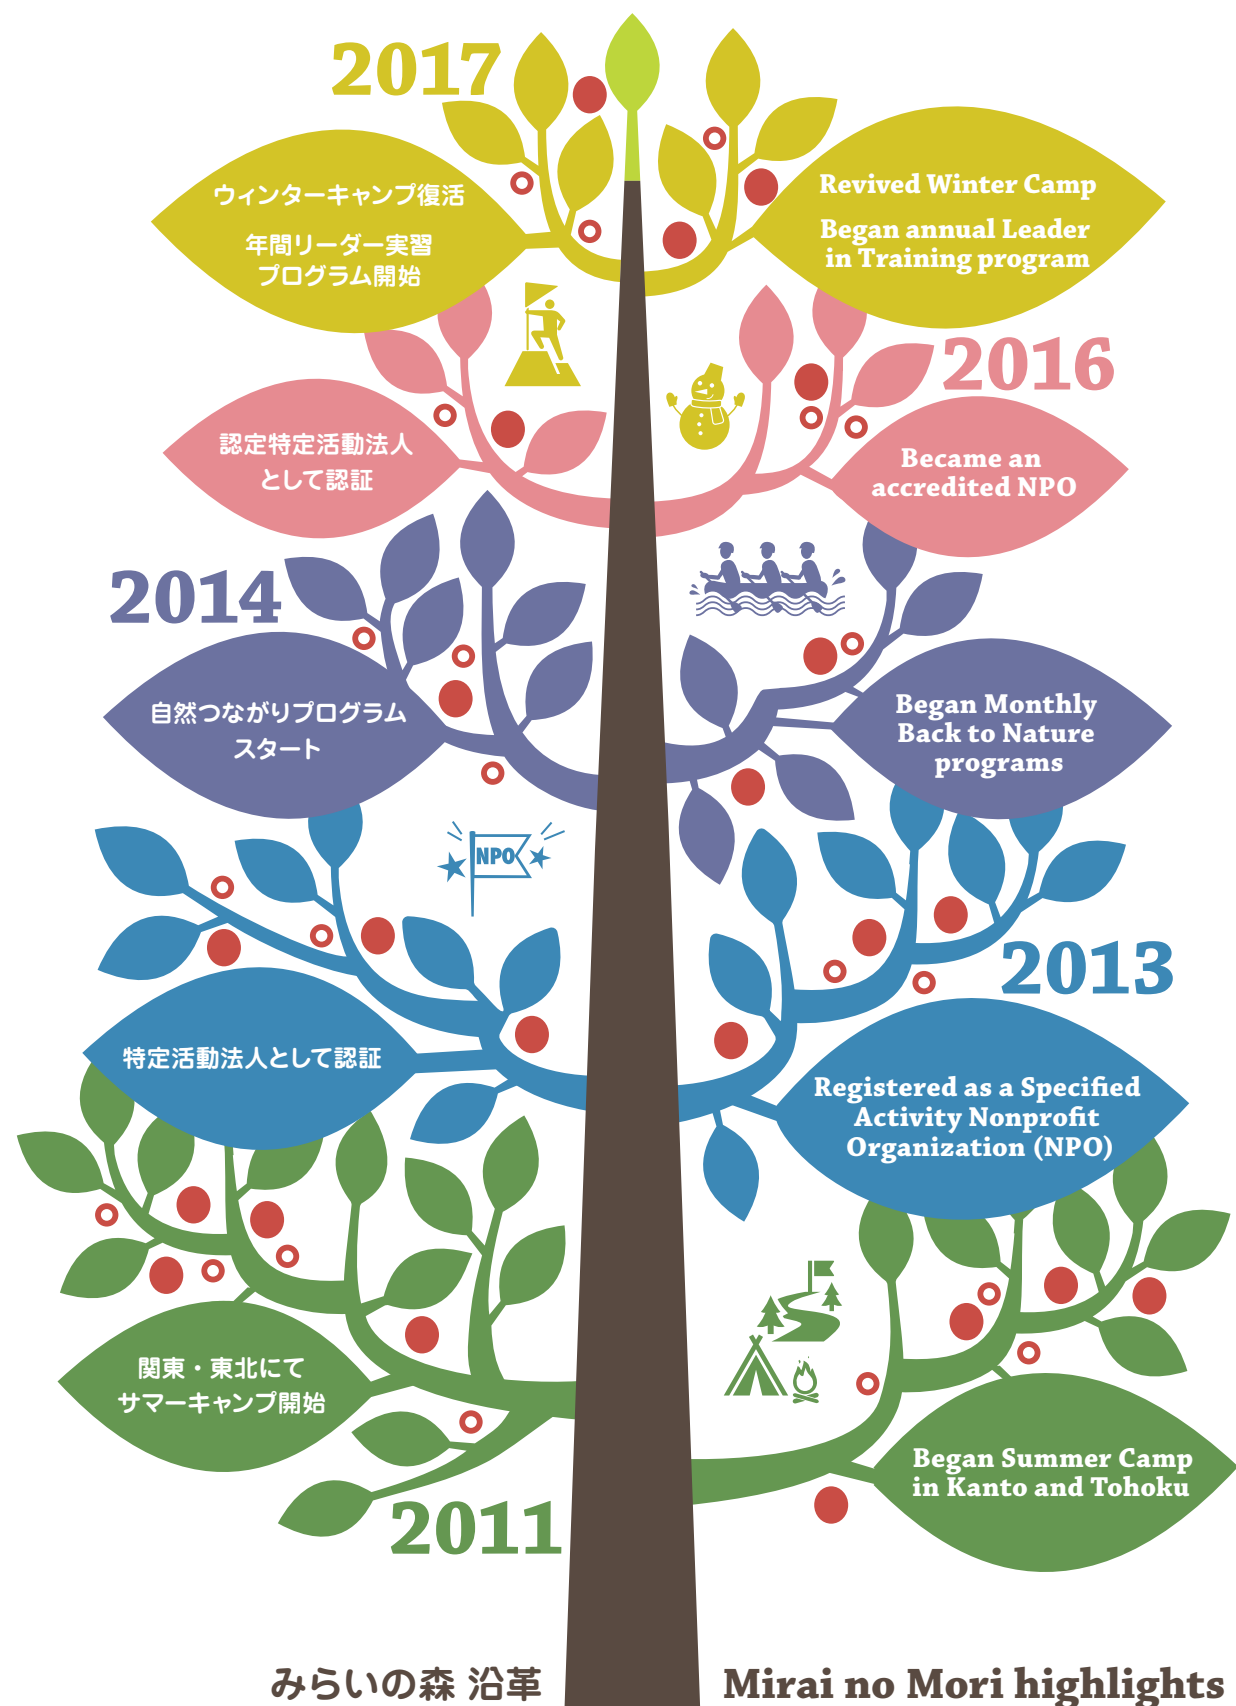 2017
ウィンターキャンプ復活
年間リーダー実習
プログラム開始
Revived Winter Camp
Began annual Leader
in Training program
2016
認定特定活動法人
として認証
Became an
accredited NPO
2014
自然つながりプログラム
スタート
Began Monthly
Back to Nature
programs
NPO
2013
特定活動法人として認証
Registered as a Specified
Activity Nonprofit
Organization (NPO)
関東・東北にて
サマーキャンプ開始
Began Summer Camp
in Kanto and Tohoku
2011
みらいの森 沿革
Mirai no Mori highlights